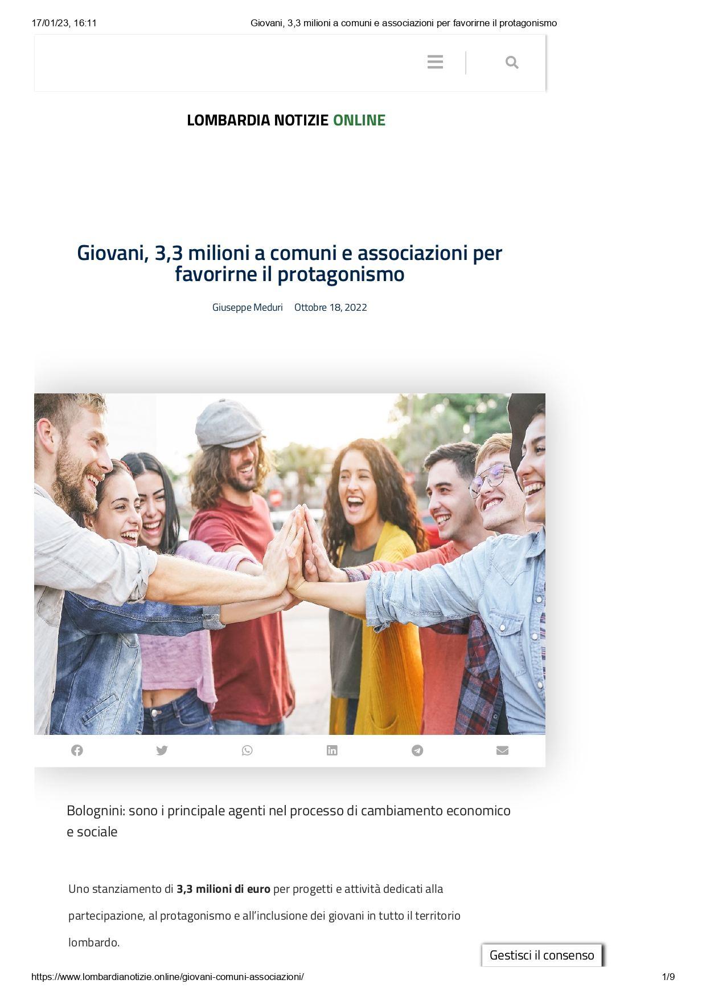 17/01/23, 16:11 Giovani, 3,3 milioni a comuni e associazioni per favorirne il protagonismo
LOMBARDIA NOTIZIE ONLINE
Giovani, 3,3 milioni a comuni e associazioni per
favorirne il protagonismo
Giuseppe Meduri Ottobre 18, 2022
Bolognini: sono i principale agenti nel processo di cambiamento economico
e sociale
Uno stanziamento di 3,3 milioni di euro per progetti e attività dedicati alla
partecipazione, al protagonismo e all’inclusione dei giovani in tutto il territorio
lombardo.
Gestisci il consenso
https://www.lombardianotizie.online/giovani-comuni-associazioni/ 1/9